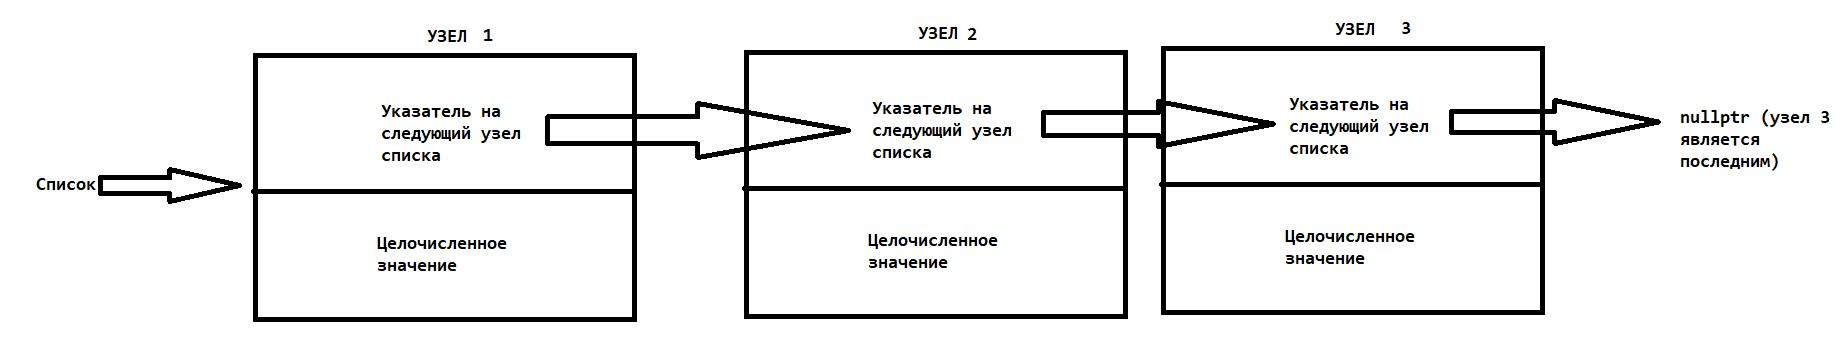 УЗЕЛ 1
УЗЕЛ 2
УЗЕЛ 3
Список
Указатель на
следующий узел
списка
Целочисленное
значение
Указатель на
следующий узел
списка
Целочисленное
значение
Указатель на
следующий узел
списка
Целочисленное
значение
nullptr (узел 3
является
последним)